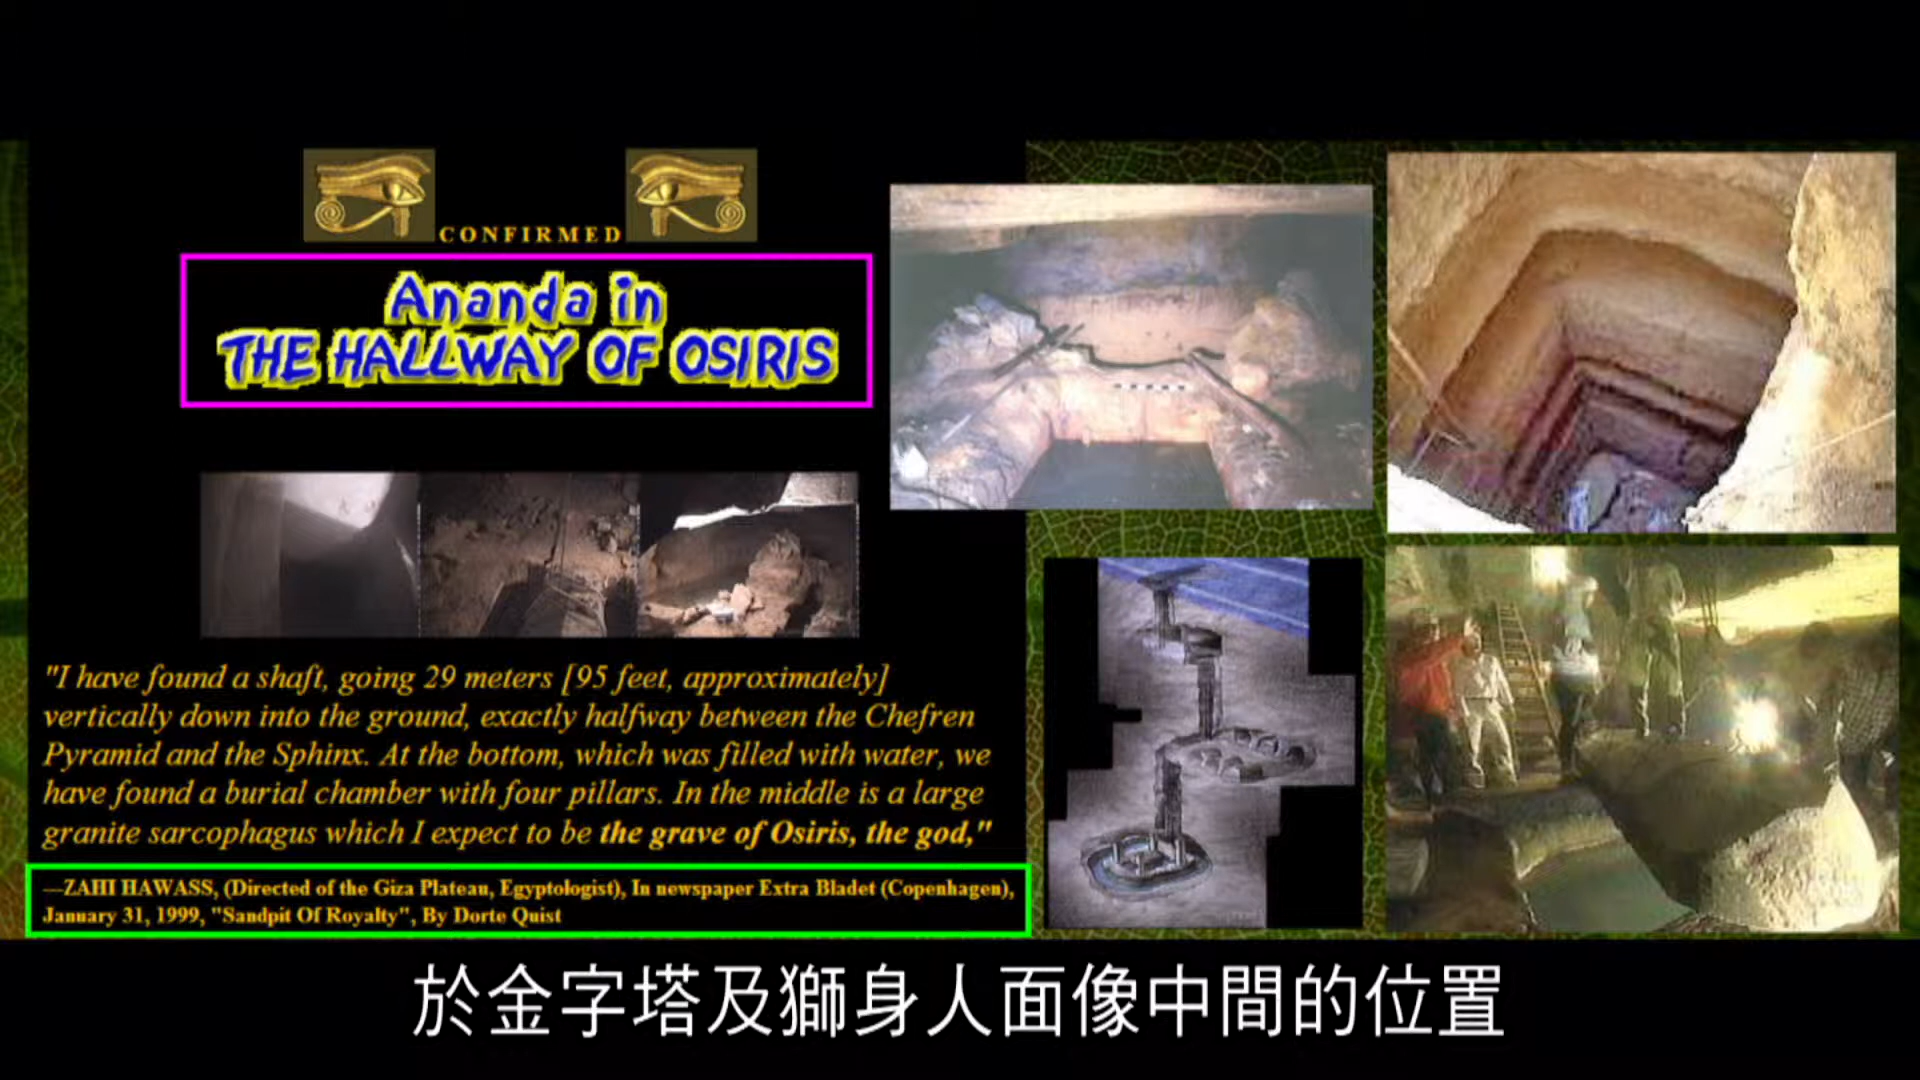 CONFIRMED
Ananda in
THE HALLWAY OF OSIRIS
"I have found a shaft, going 29 meters [95 feet, approximately]
vertically down into the ground, exactly halfway between the Chefren
Pyramid and the Sphinx. At the bottom, which was filled with water, we
have found a burial chamber with four pillars. In the middle is a large
granite sarcophagus which I expect to be the grave of Osiris, the god,"
—ZAHI HAWASS, (Directed of the Giza Plateau, Egyptologist), In newspaper Extra Bladet (Copenhagen),
January 31, 1999, "Sandpit Of Royalty", By Dorte Quist
於金字塔及獅身人面像中間的位置